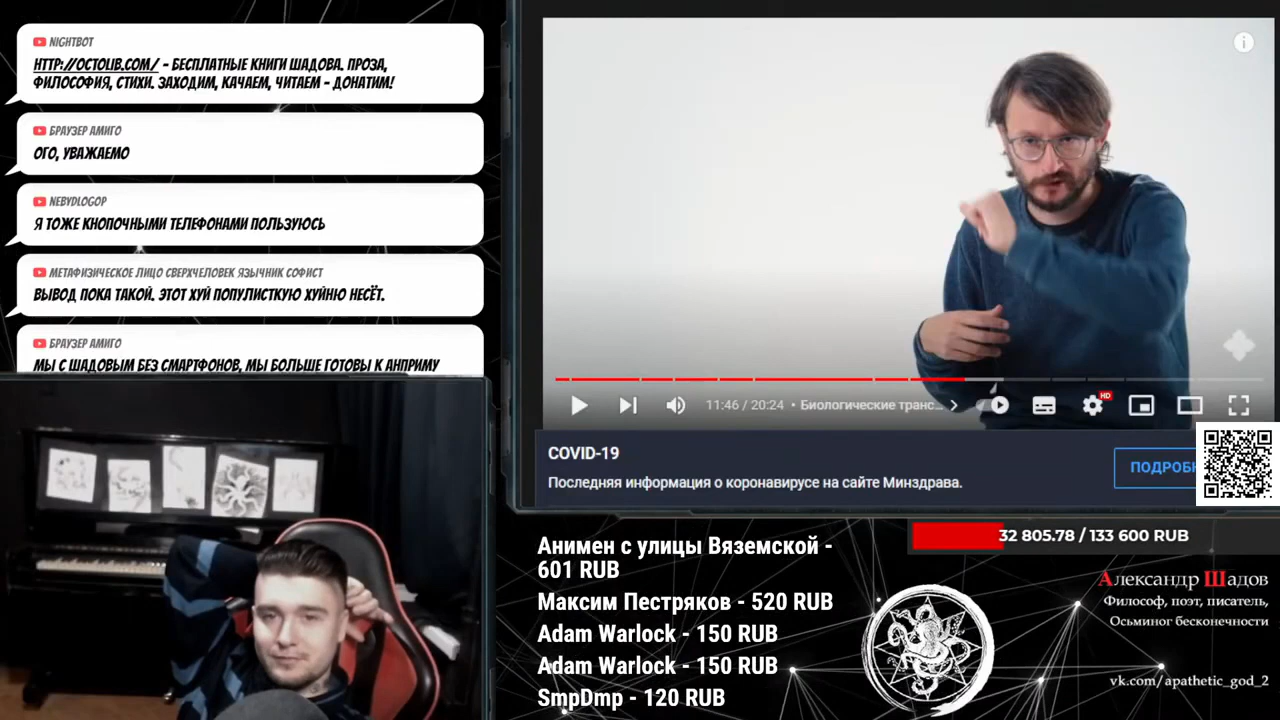 NIGHTBOT
HTTP://OCTOLIB.COM/ - БЕСПЛАТНЫЕ КНИГИ ШАДОВА. ПРОЗА,
ФИЛОСОФИЯ, СТИХИ. ЗАХОДИМ, КАЧАЕМ, ЧИТАЕМ - ДОНАТИМ!
БРАУЗЕР АМИГО
ОГО, УВАЖАЕМО
NEBYDLOGOP
Я ТОЖЕ КНОПОЧНЫМИ ТЕЛЕФОНАМИ ПОЛЬЗУЮСЬ
МЕТАФИЗИЧЕСКОЕ ЛИЦО СВЕРХЧЕЛОВЕК ЯЗЫЧНИК СОФИСТ
ВЫВОД ПОКА ТАКОЙ. ЭТОТ ХУЙ ПОПУЛИСТКУЮ ХУЙНЮ НЕСЁТ.
БРАУЗЕР АМИГО
МЫ С ШАДОВЫМ БЕЗ СМАРТФОНОВ, МЫ БОЛЬШЕ ГОТОВЫ К АНПРИМУ
11:46 / 20:24 • Биологические транс...
HD
COVID-19
Последняя информация о коронавирусе на сайте Минздрава.
ПОДРОБН
32 805.78 / 133 600 RUB
Анимен с улицы Вяземской -
601 RUB
Максим Пестряков - 520 RUB
Adam Warlock - 150 RUB
Adam Warlock - 150 RUB
SmpDmp - 120 RUB
Александр Шадов
Философ, поэт, писатель,
Осьминог бесконечности
vk.com/apathetic_god_2